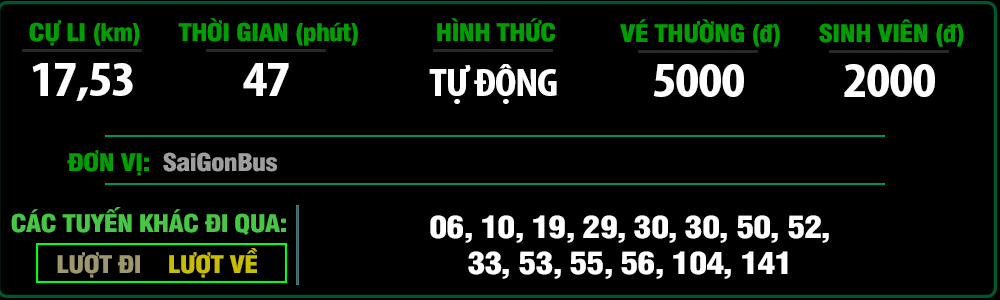 CỰ LI (km) THỜI GIAN (phút) HÌNH THỨC VÉ THƯỜNG (đ) SINH VIÊN (đ)
17,53 47 TỰ ĐỘNG 5000 2000
ĐƠN VỊ: SaiGonBus
CÁC TUYẾN KHÁC ĐI QUA:
LƯỢT ĐI LƯỢT VỀ
06, 10, 19, 29, 30, 30, 50, 52,
33, 53, 55, 56, 104, 141